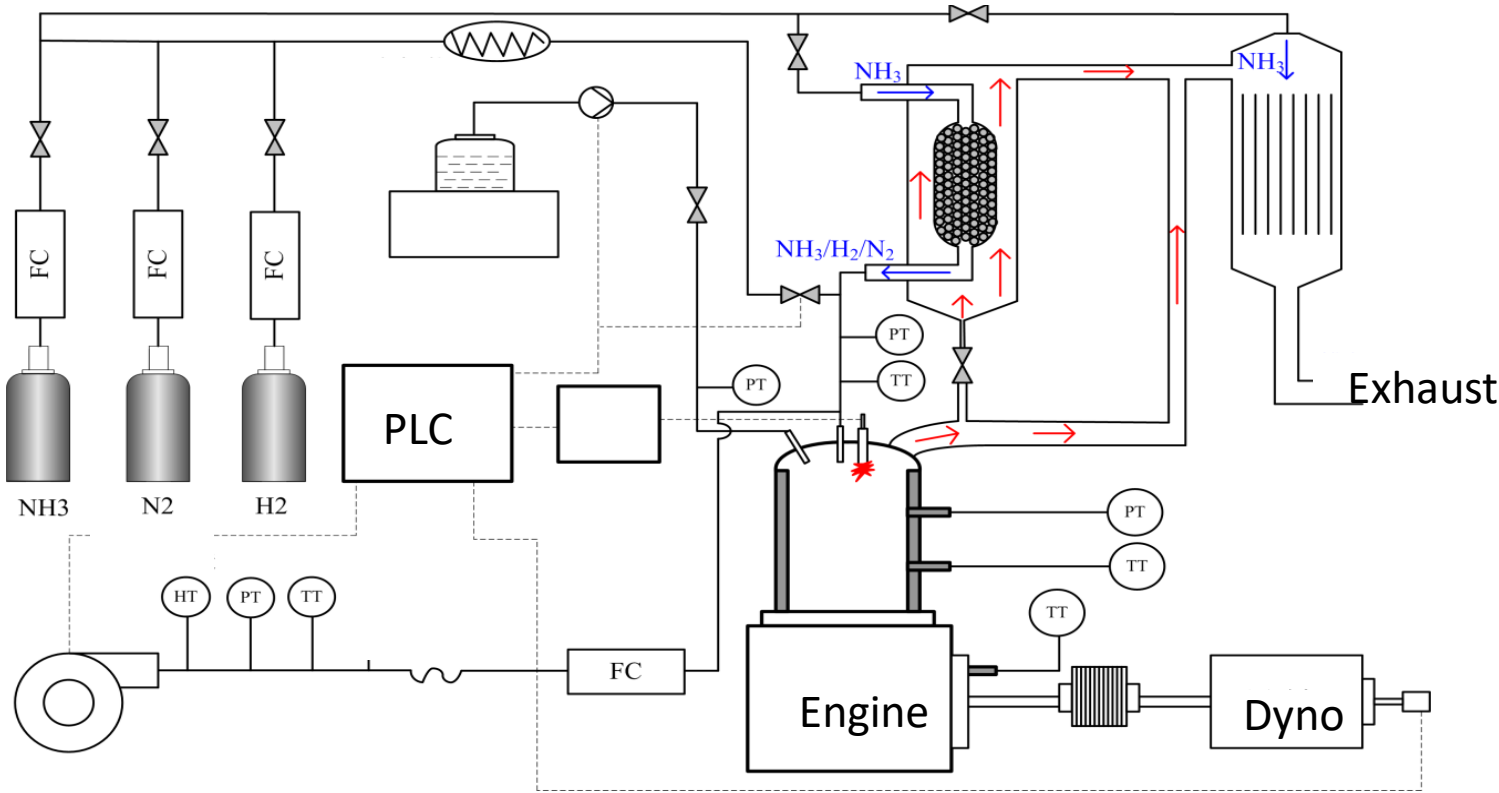 NH₃
NH₃
FC
FC
FC
NH₃/H₂/N₂
PT
TT
PT
Exhaust
PLC
NH3
N2
H2
PT
TT
HT
PT
TT
TT
FC
Engine
Dyno